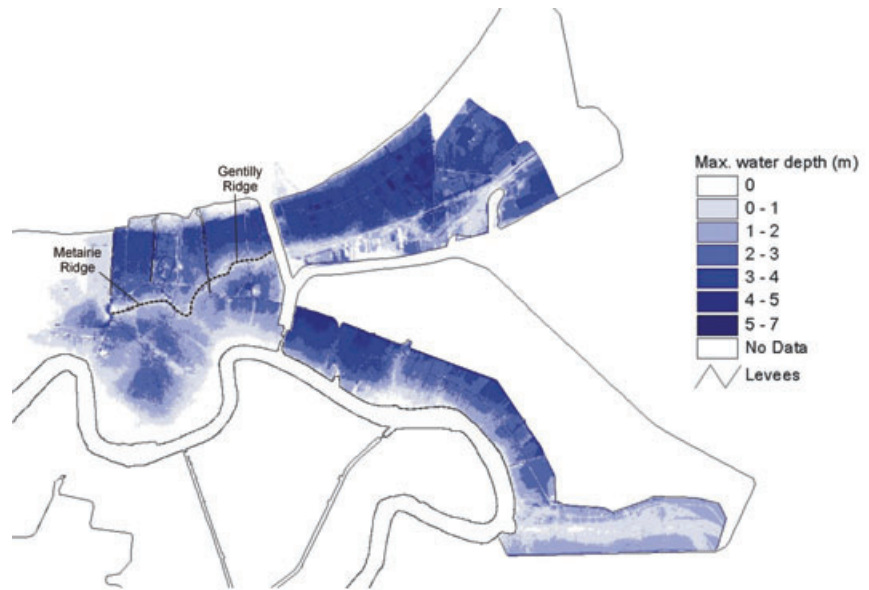 Gentilly
Ridge
Metairie
Ridge
Max. water depth (m)
0
0 - 1
1 - 2
2 - 3
3 - 4
4 - 5
5 - 7
No Data
Levees